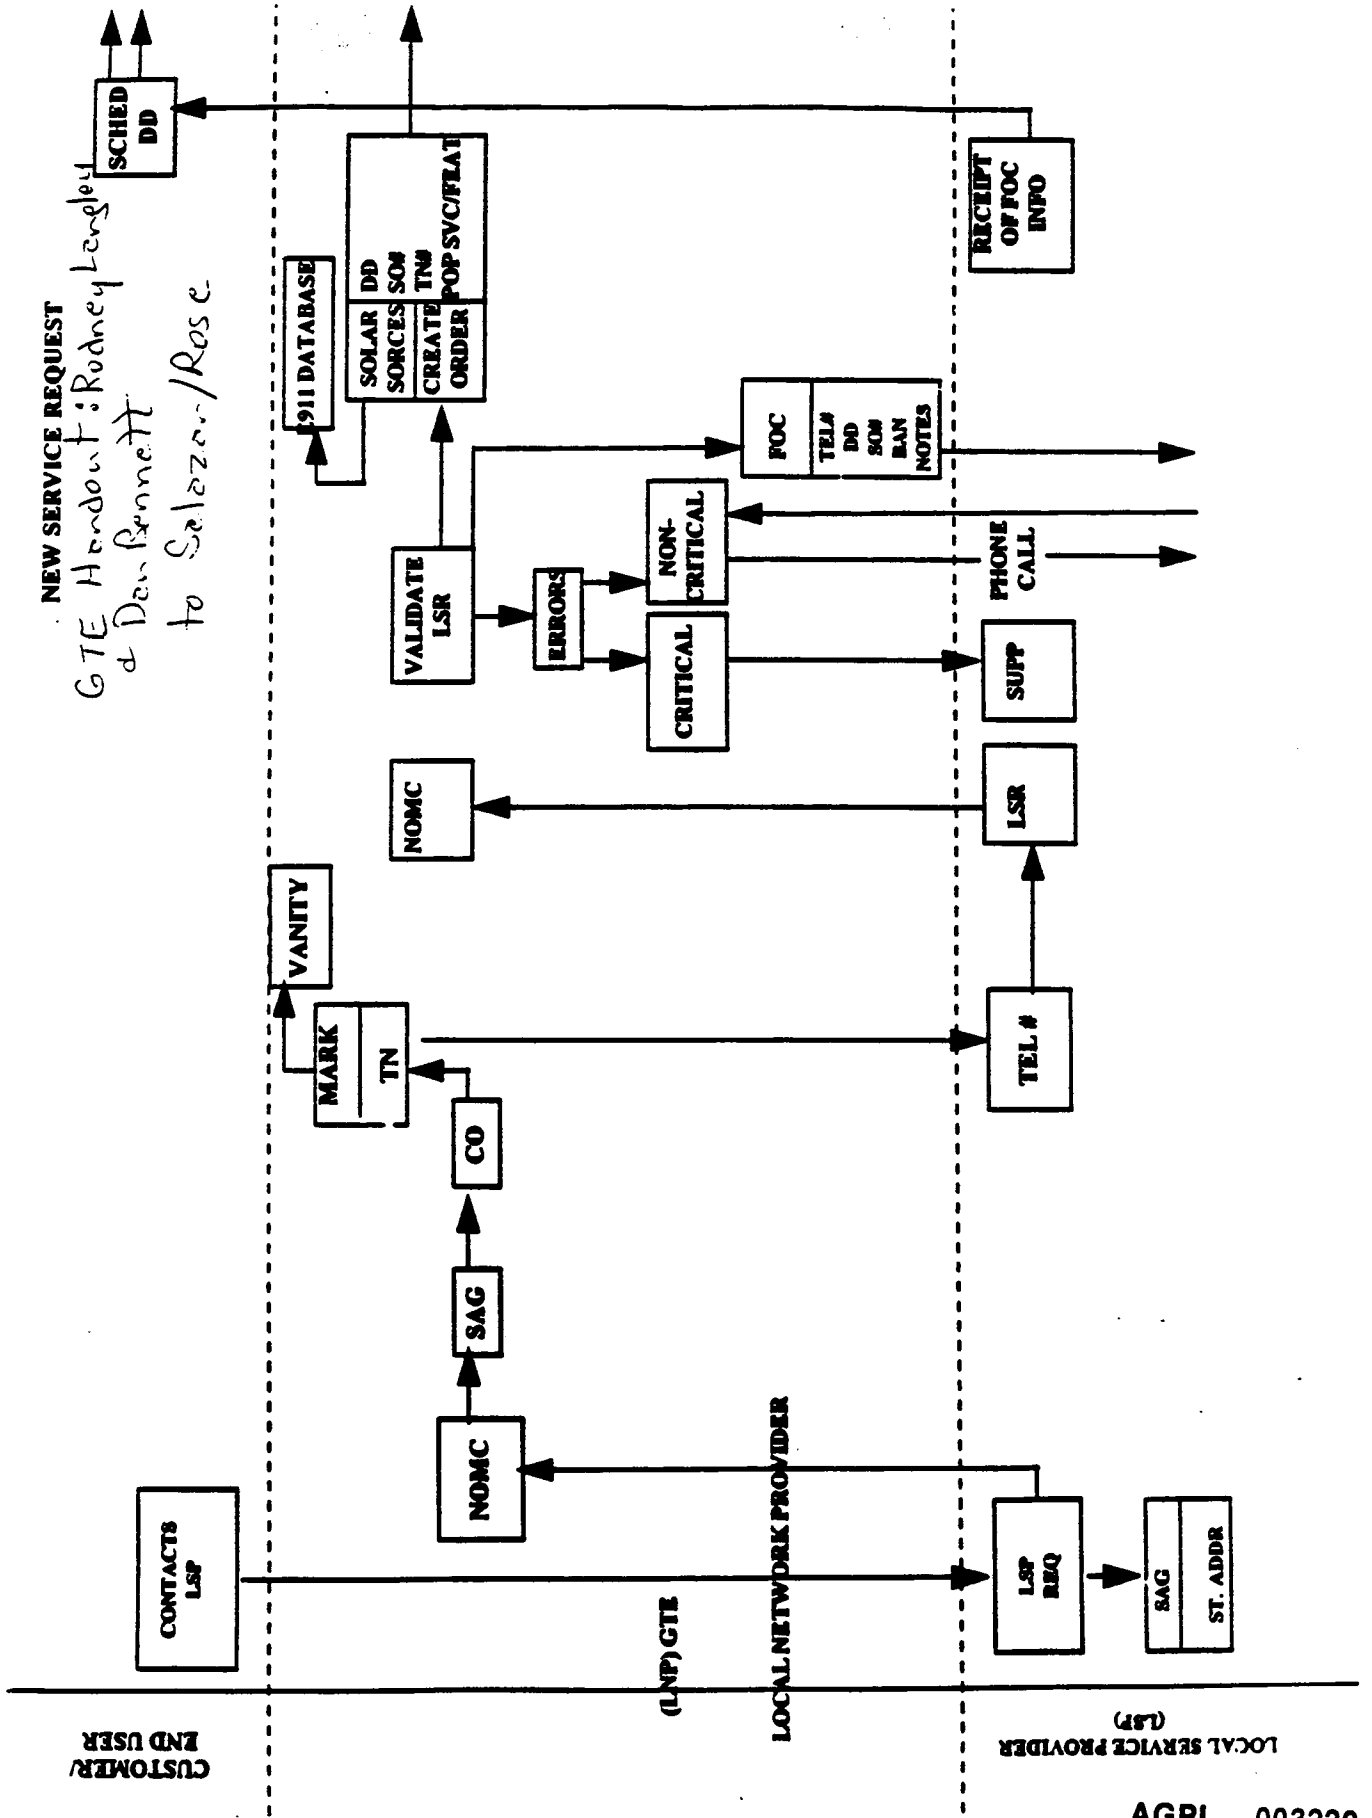 NEW SERVICE REQUEST
GTE Handout: Rodney Langley
& Dan Bennett
to Salazar/Rose
CUSTOMER/
END USER
CONTACTS
LSP
SCHED
DD
(LNP) GTE
LOCAL NETWORK PROVIDER
NOMC
SAG
CO
MARK
TN
VANITY
NOMC
VALIDATE
LSR
ERRORS
CRITICAL
NON-
CRITICAL
E911 DATABASE
SOLAR
SORCES
CREATE
ORDER
DD
SO#
TN#
POP SVC/FEAT
FOC
TEL#
DD
SO#
BAN
NOTES
LOCAL SERVICE PROVIDER
(LSP)
LSP
REQ
SAG
ST. ADDR
TEL #
LSR
SUPP
PHONE
CALL
RECEIPT
OF FOC
INFO